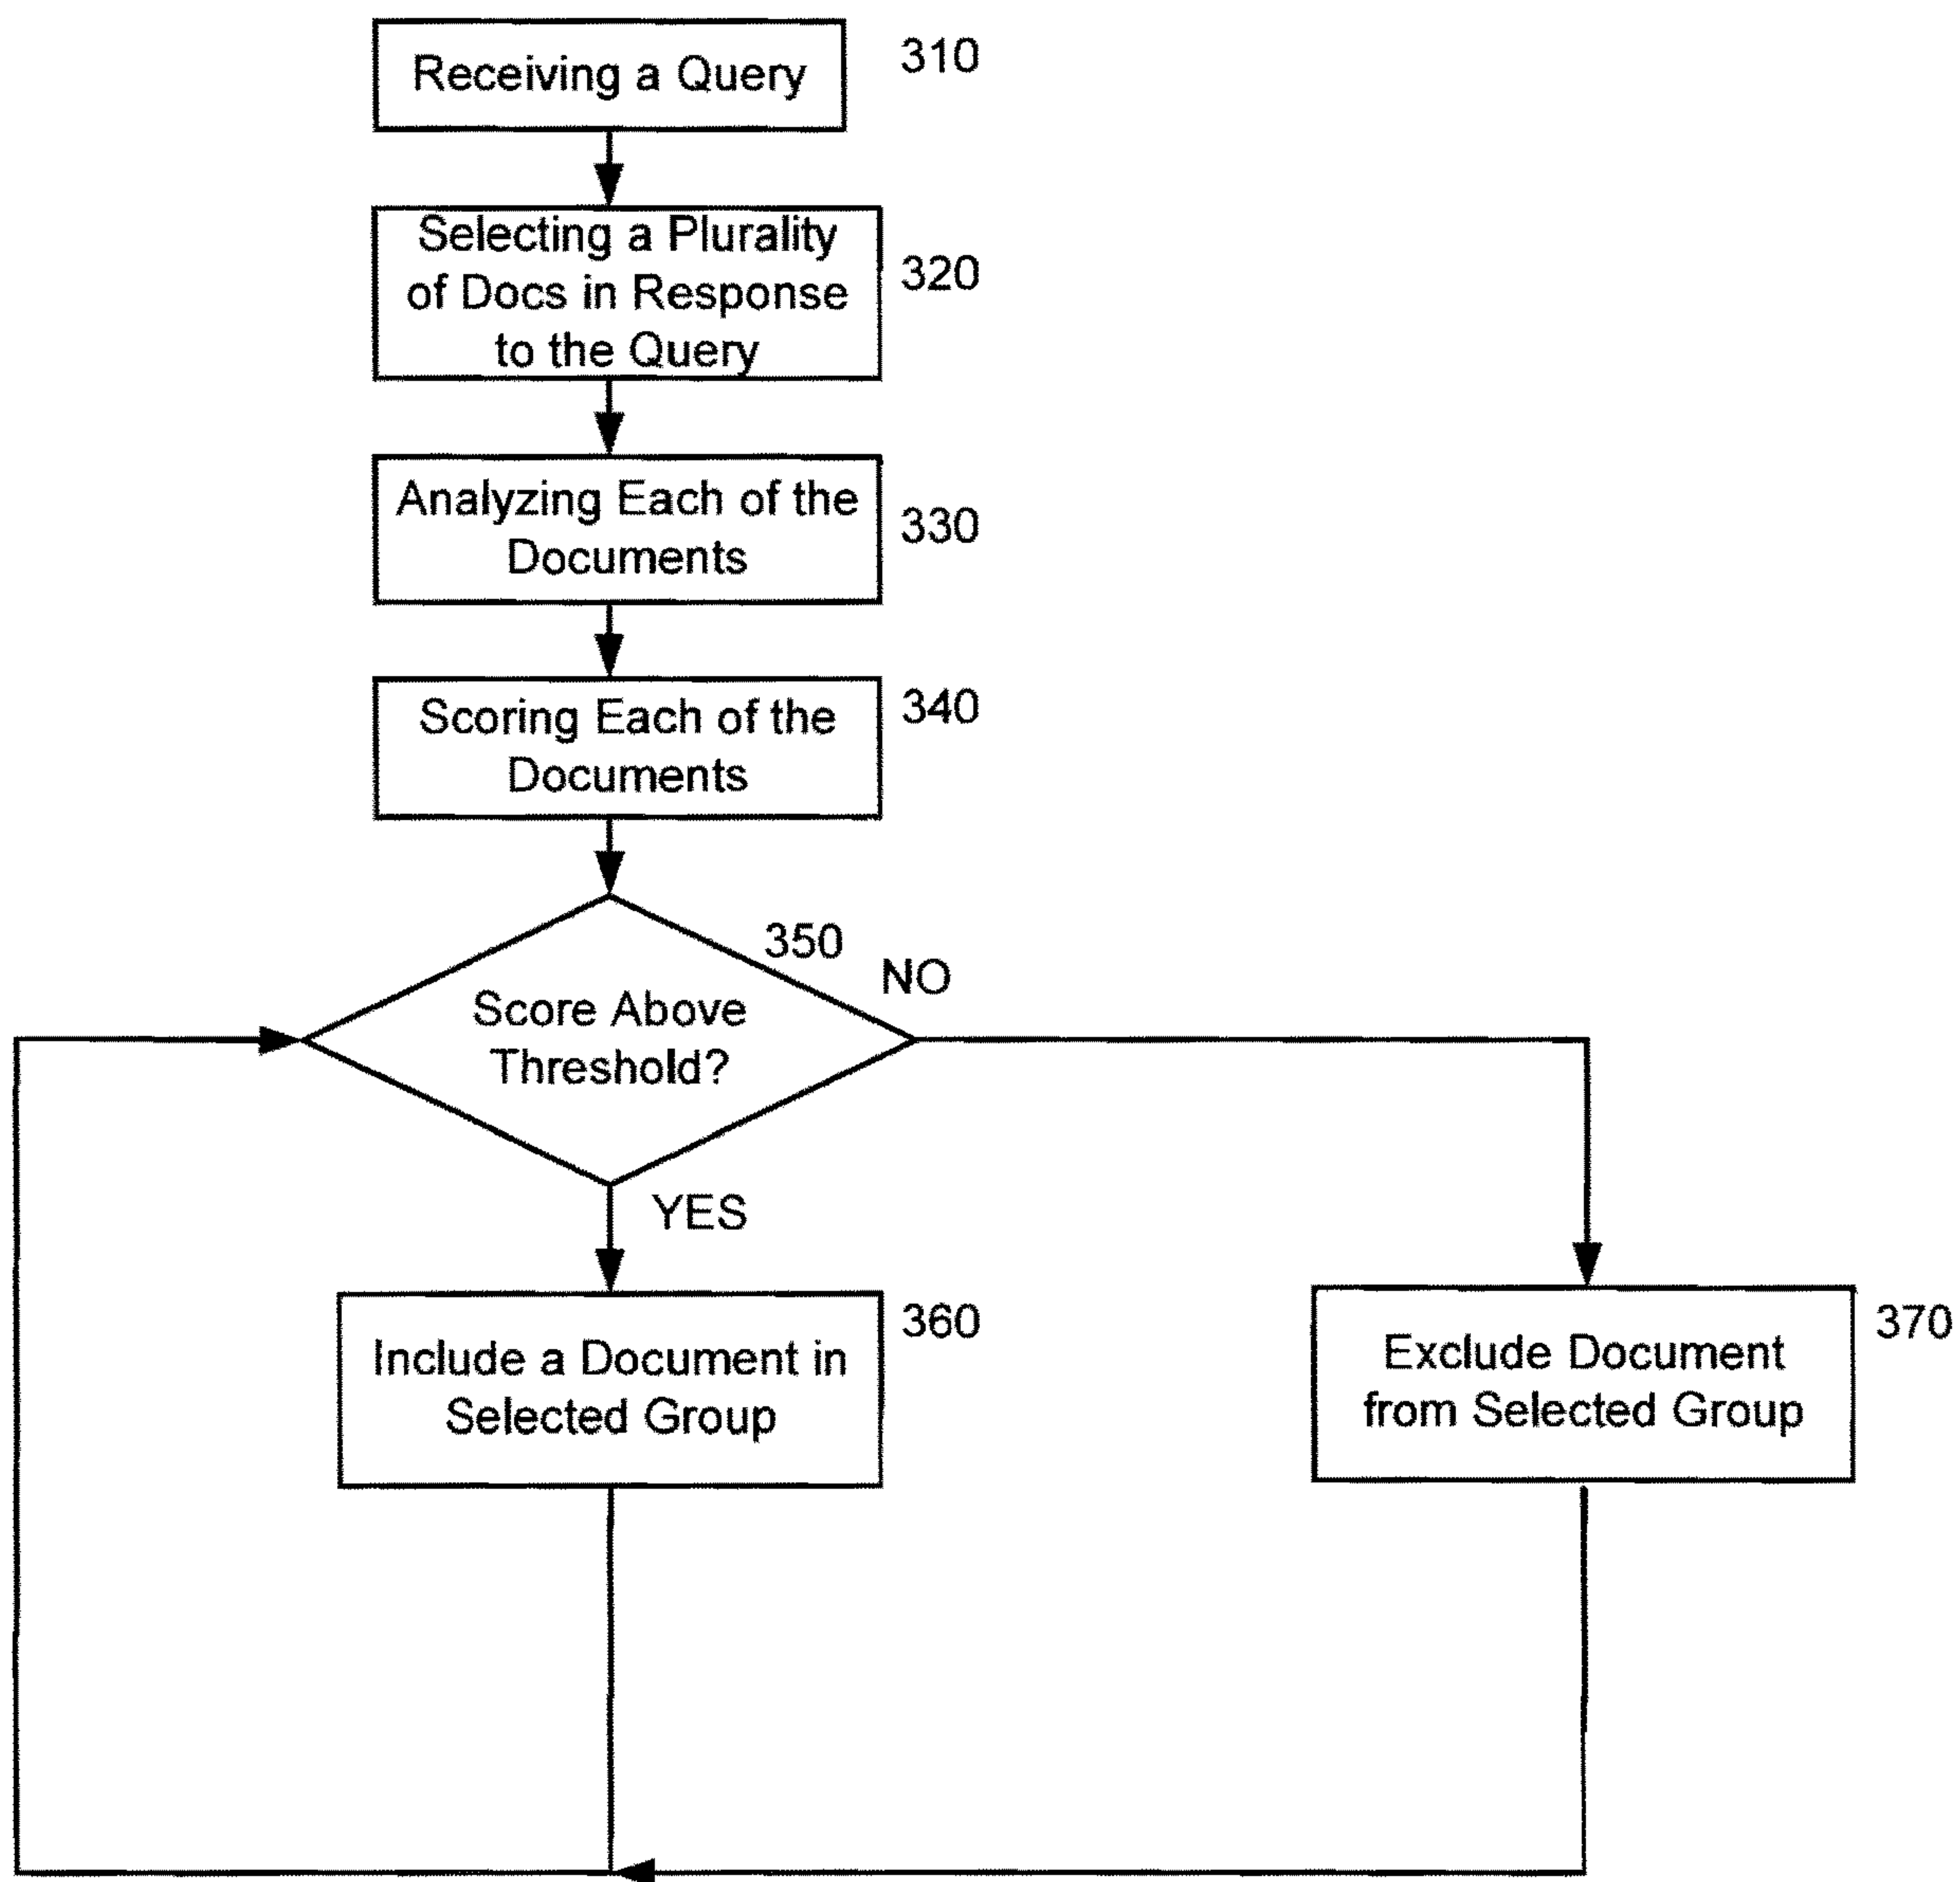 Receiving a Query
310
Selecting a Plurality
of Docs in Response
to the Query
320
Analyzing Each of the
Documents
330
Scoring Each of the
Documents
340
350
NO
Score Above
Threshold?
YES
Include a Document in
Selected Group
360
Exclude Document
from Selected Group
370